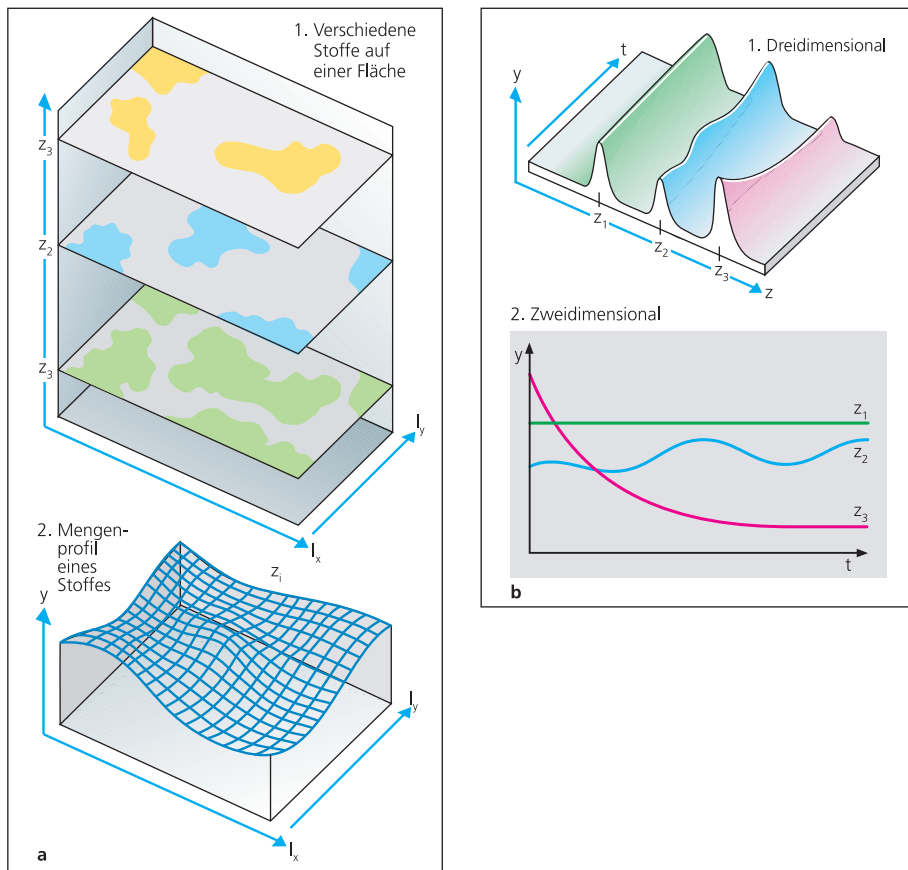 1. Verschiedene
Stoffe auf
einer Fläche
z3
z2
z3
ly
lx
2. Mengen-
profil
eines
Stoffes
zi
y
ly
lx
a
1. Dreidimensional
y
t
z1
z2
z3
z
2. Zweidimensional
y
z1
z2
z3
t
b